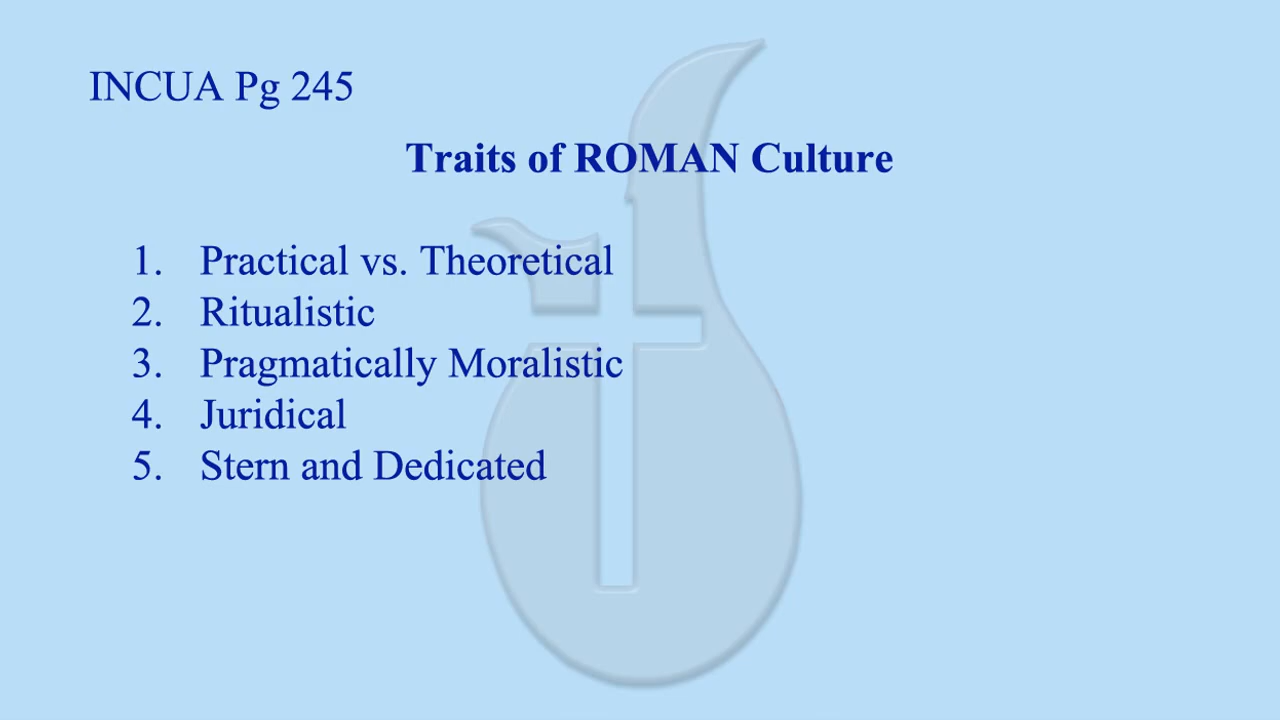 INCUA Pg 245
Traits of ROMAN Culture
1. Practical vs. Theoretical
2. Ritualistic
3. Pragmatically Moralistic
4. Juridical
5. Stern and Dedicated